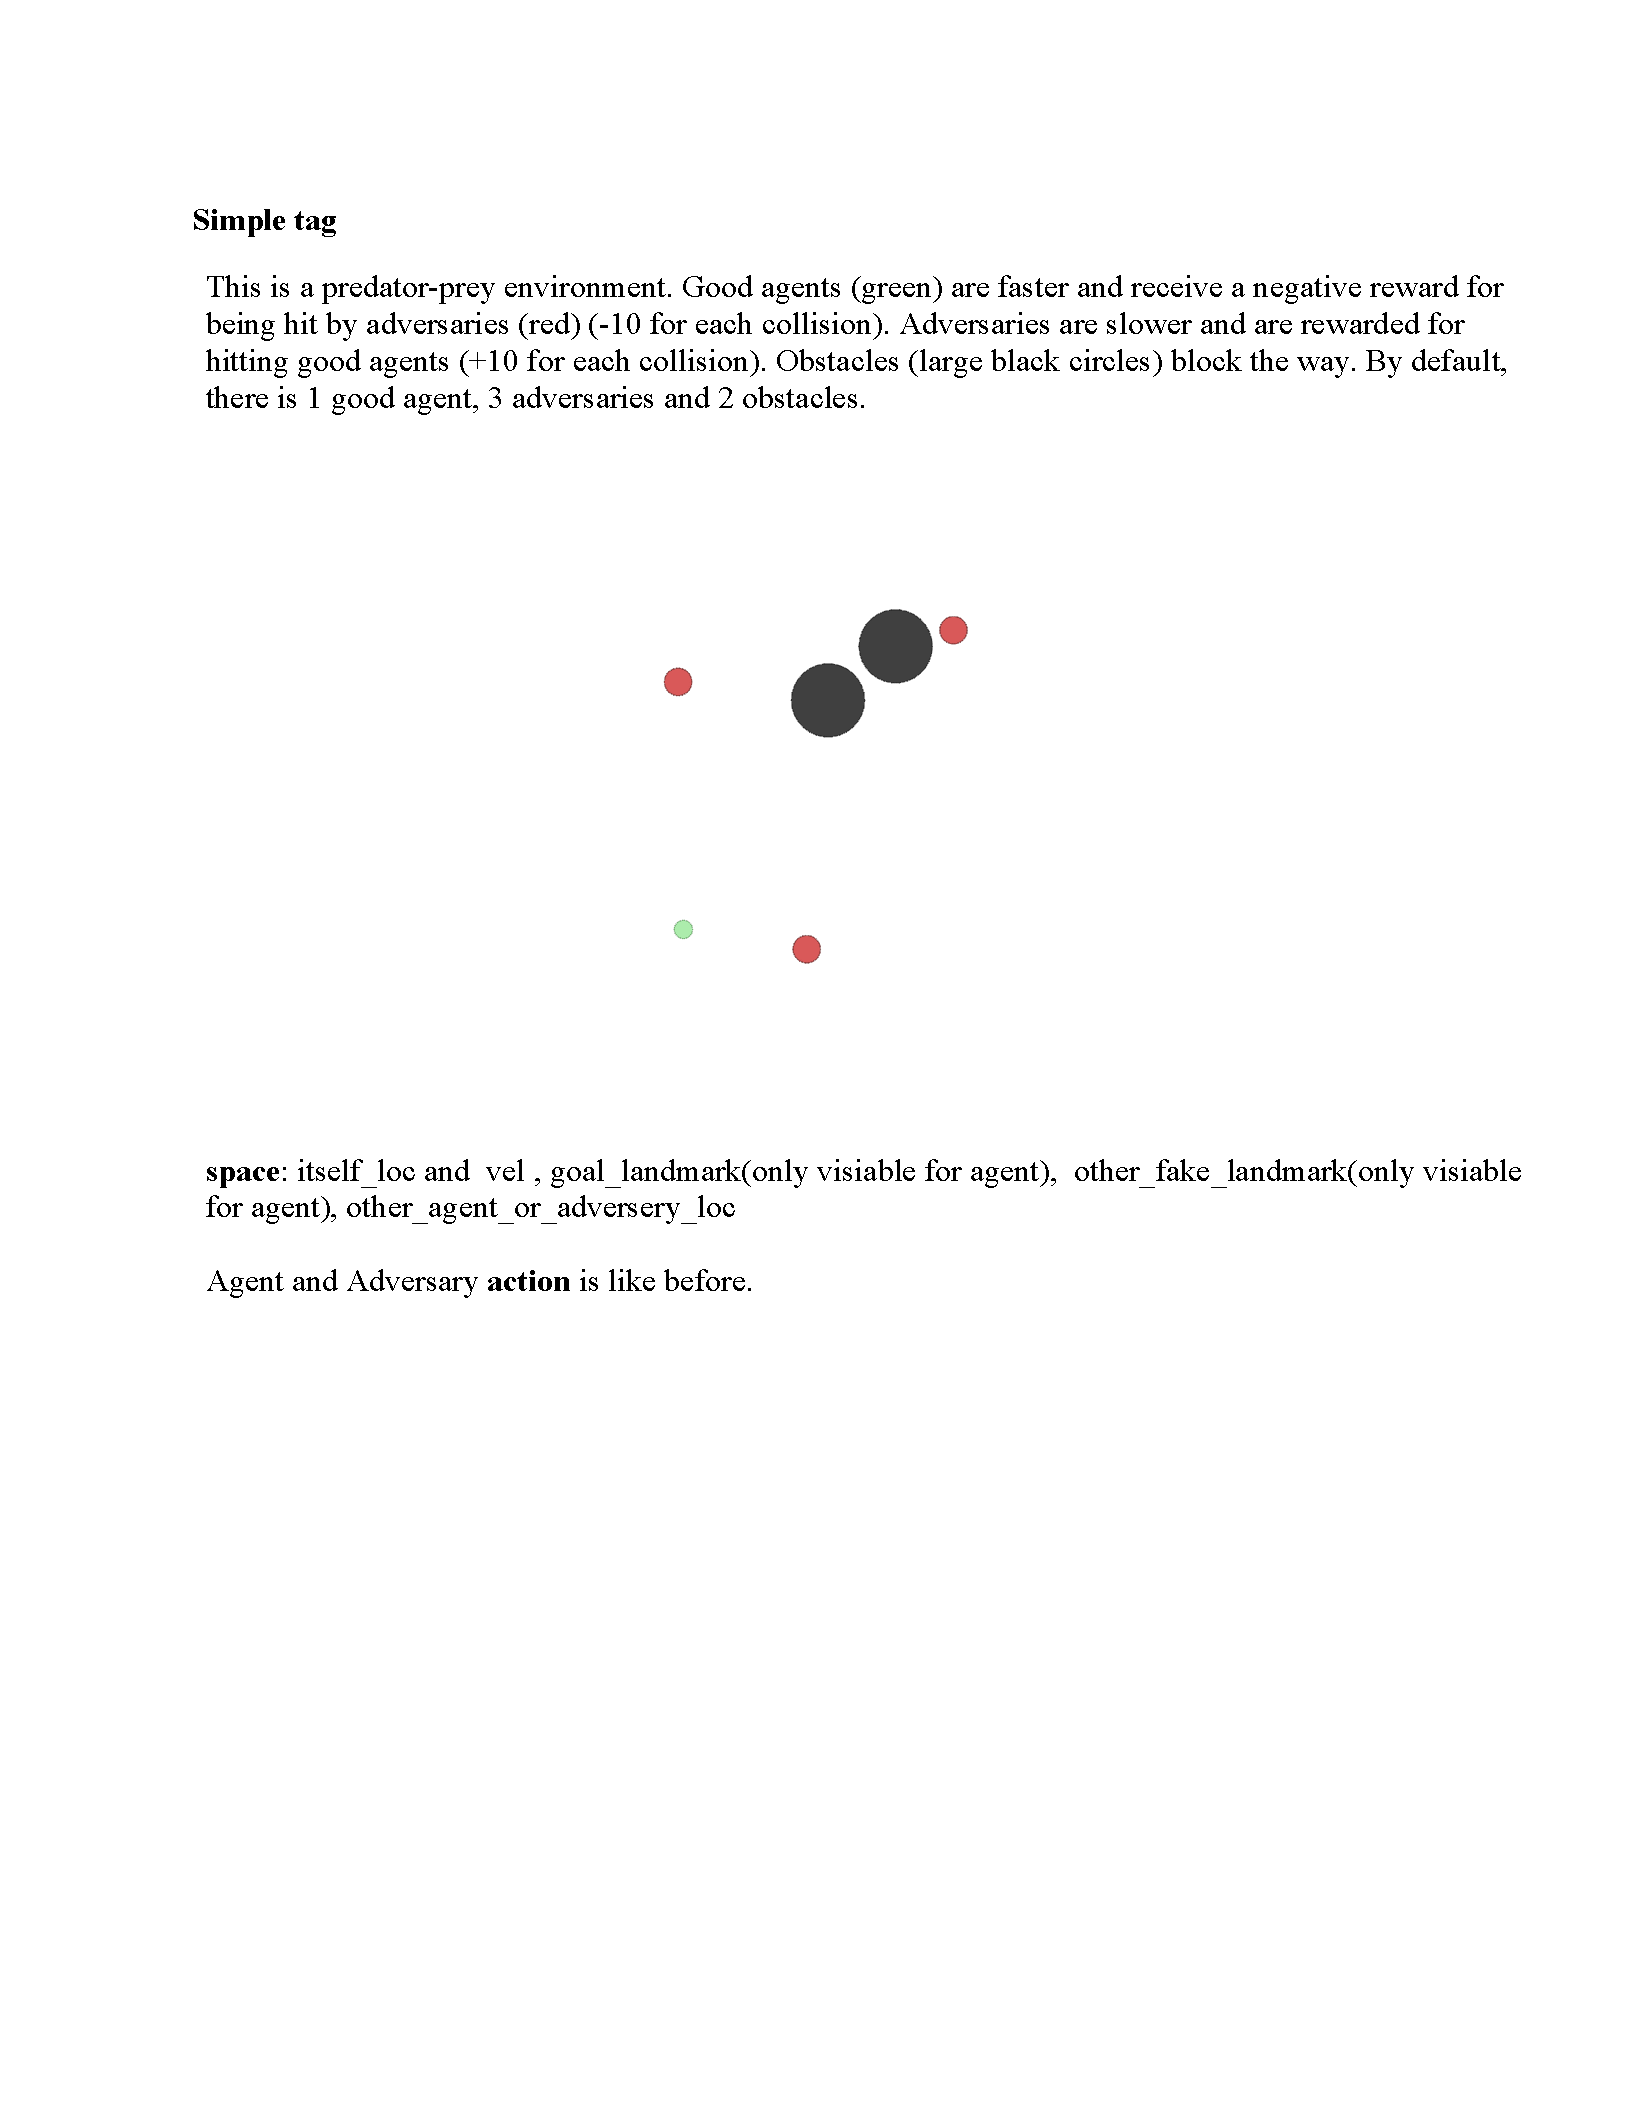 Simple tag
This is a predator-prey environment. Good agents (green) are faster and receive a negative reward for
being hit by adversaries (red) (-10 for each collision). Adversaries are slower and are rewarded for
hitting good agents (+10 for each collision). Obstacles (large black circles) block the way. By default,
there is 1 good agent, 3 adversaries and 2 obstacles.
space: itself_loc and  vel , goal_landmark(only visiable for agent),  other_fake_landmark(only visiable
for agent), other_agent_or_adversery_loc
Agent and Adversary action is like before.